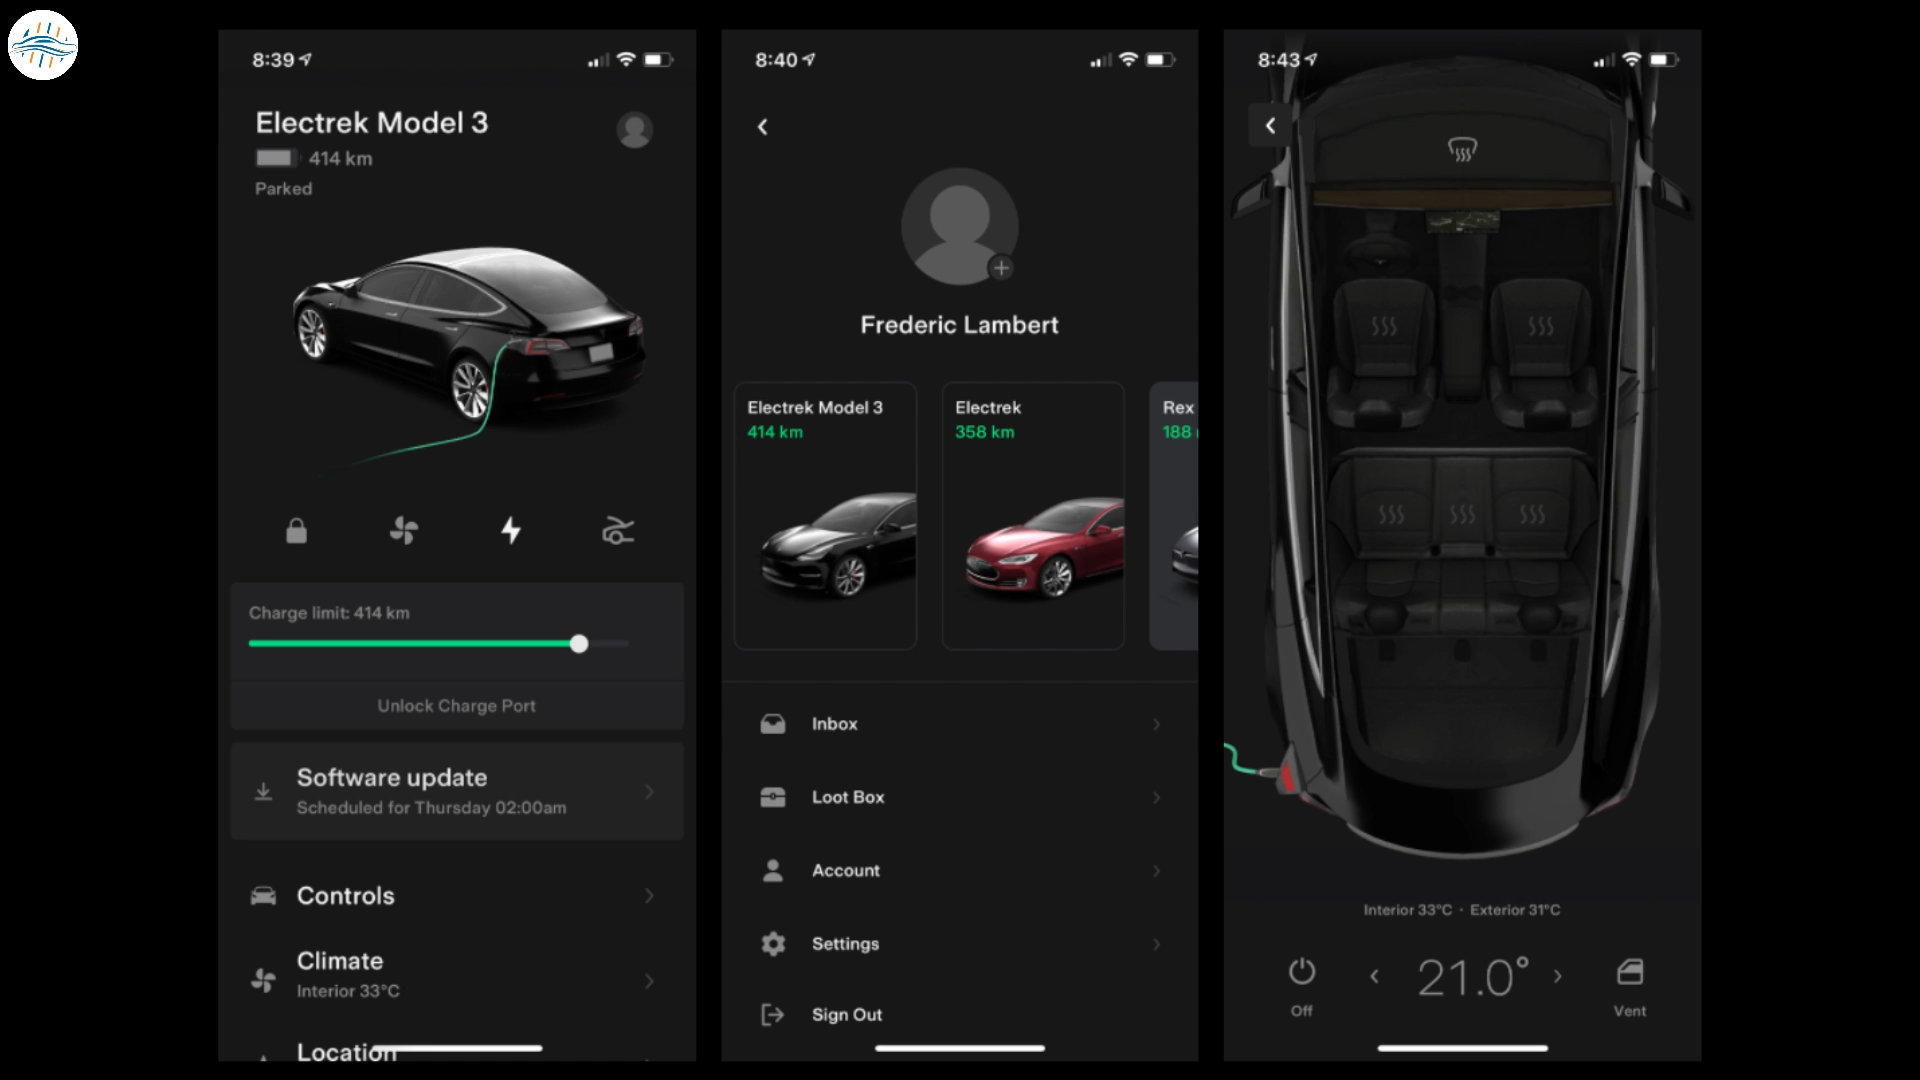 8:39
Electrek Model 3
414 km
Parked
Charge limit: 414 km
Unlock Charge Port
Software update
Scheduled for Thursday 02:00am
Controls
Climate
Interior 33°C
Location
8:40
Frederic Lambert
Electrek Model 3
414 km
Electrek
358 km
Rex
188
Inbox
Loot Box
Account
Settings
Sign Out
8:43
Interior 33°C · Exterior 31°C
21.0°
Off
Vent